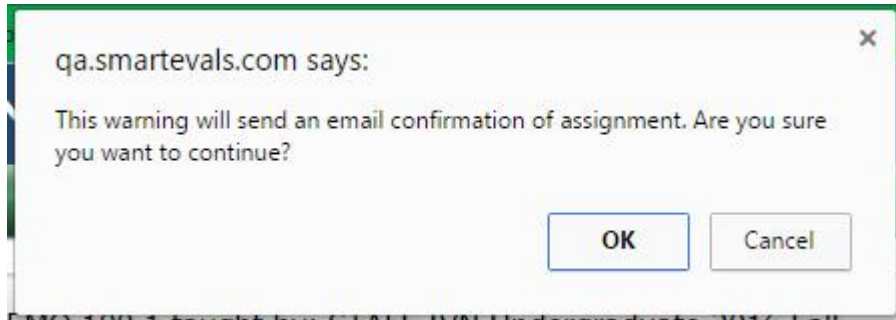 qa.smartevals.com says:
This warning will send an email confirmation of assignment. Are you sure
you want to continue?
OK
Cancel